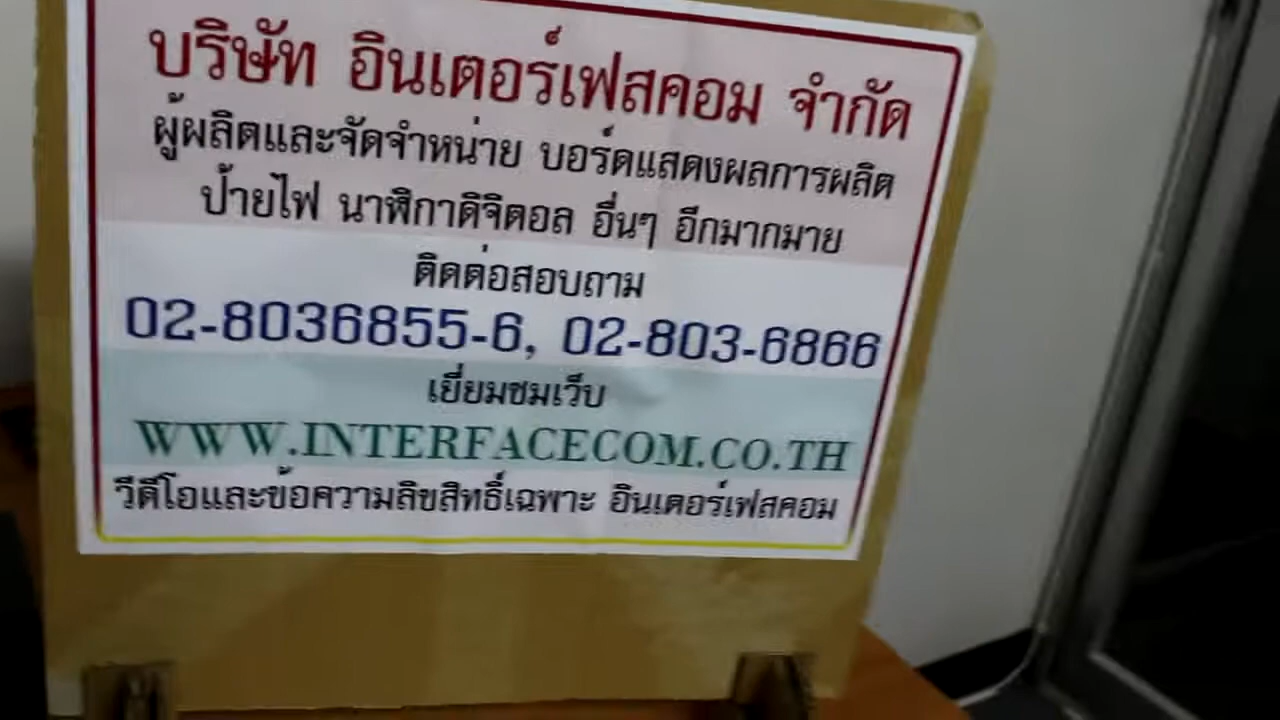 บริษัท อินเตอร์เฟสคอม จำกัด
ผู้ผลิตและจัดจำหน่าย บอร์ดแสดงผลการผลิต
ป้ายไฟ นาฬิกาดิจิตอล อื่นๆ อีกมากมาย
ติดต่อสอบถาม
02-8036855-6, 02-803-6866
เยี่ยมชมเว็บ
WWW.INTERFACECOM.CO.TH
วีดีโอและข้อความลิขสิทธิ์เฉพาะ อินเตอร์เฟสคอม